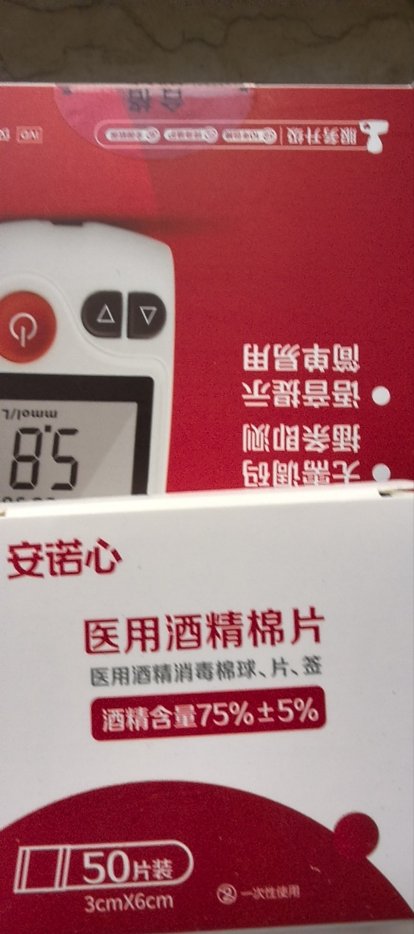 合格
服务升级
IVD
简单易用
语音提示
插条即测
无需调码
mmol/L
5.8
安诺心
医用酒精棉片
医用酒精消毒棉球、片、签
酒精含量75%±5%
50片装
3cmX6cm
一次性使用